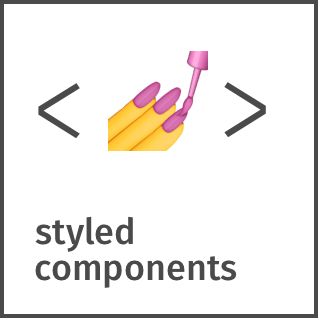 < >
styled
components